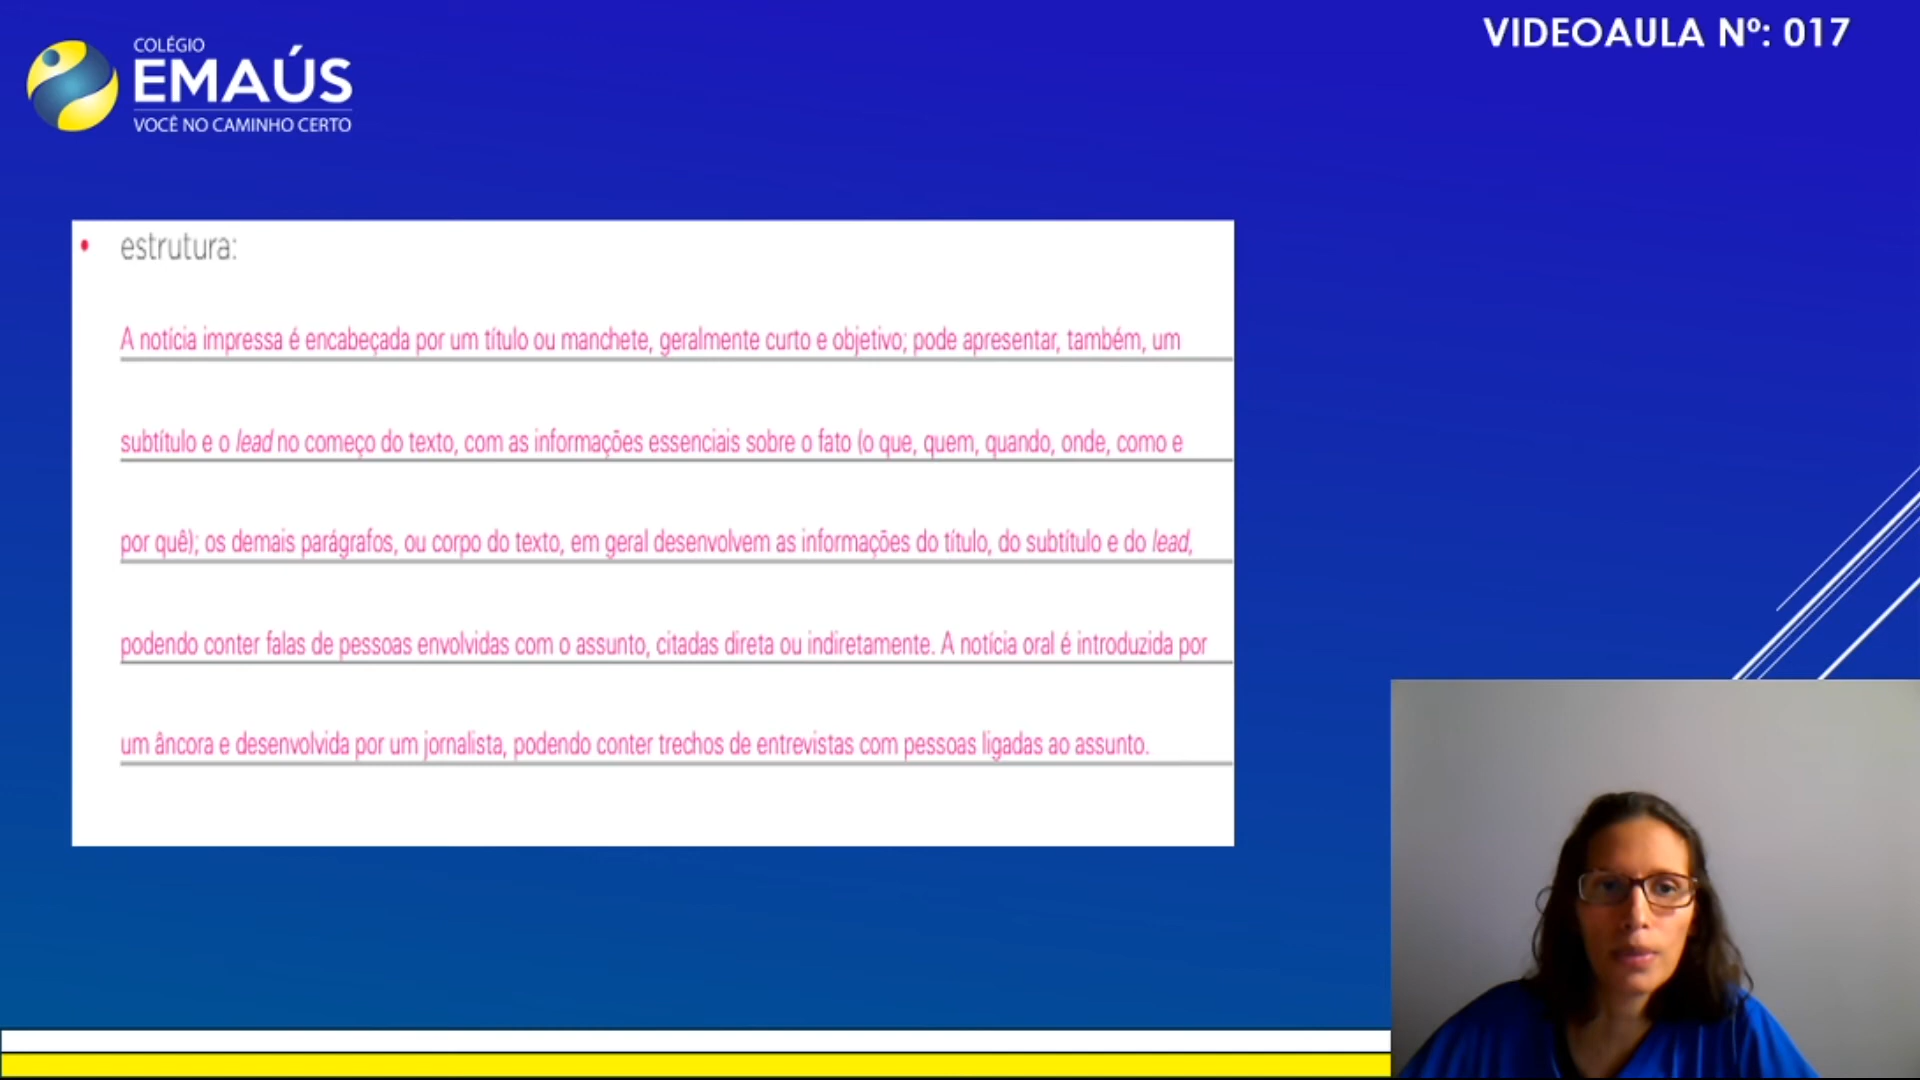 COLÉGIO
EMAÚS
VOCÊ NO CAMINHO CERTO
VIDEOAULA Nº: 017
• estrutura:
A notícia impressa é encabeçada por um título ou manchete, geralmente curto e objetivo; pode apresentar, também, um
subtítulo e o lead no começo do texto, com as informações essenciais sobre o fato (o que, quem, quando, onde, como e
por quê); os demais parágrafos, ou corpo do texto, em geral desenvolvem as informações do título, do subtítulo e do lead,
podendo conter falas de pessoas envolvidas com o assunto, citadas direta ou indiretamente. A notícia oral é introduzida por
um âncora e desenvolvida por um jornalista, podendo conter trechos de entrevistas com pessoas ligadas ao assunto.